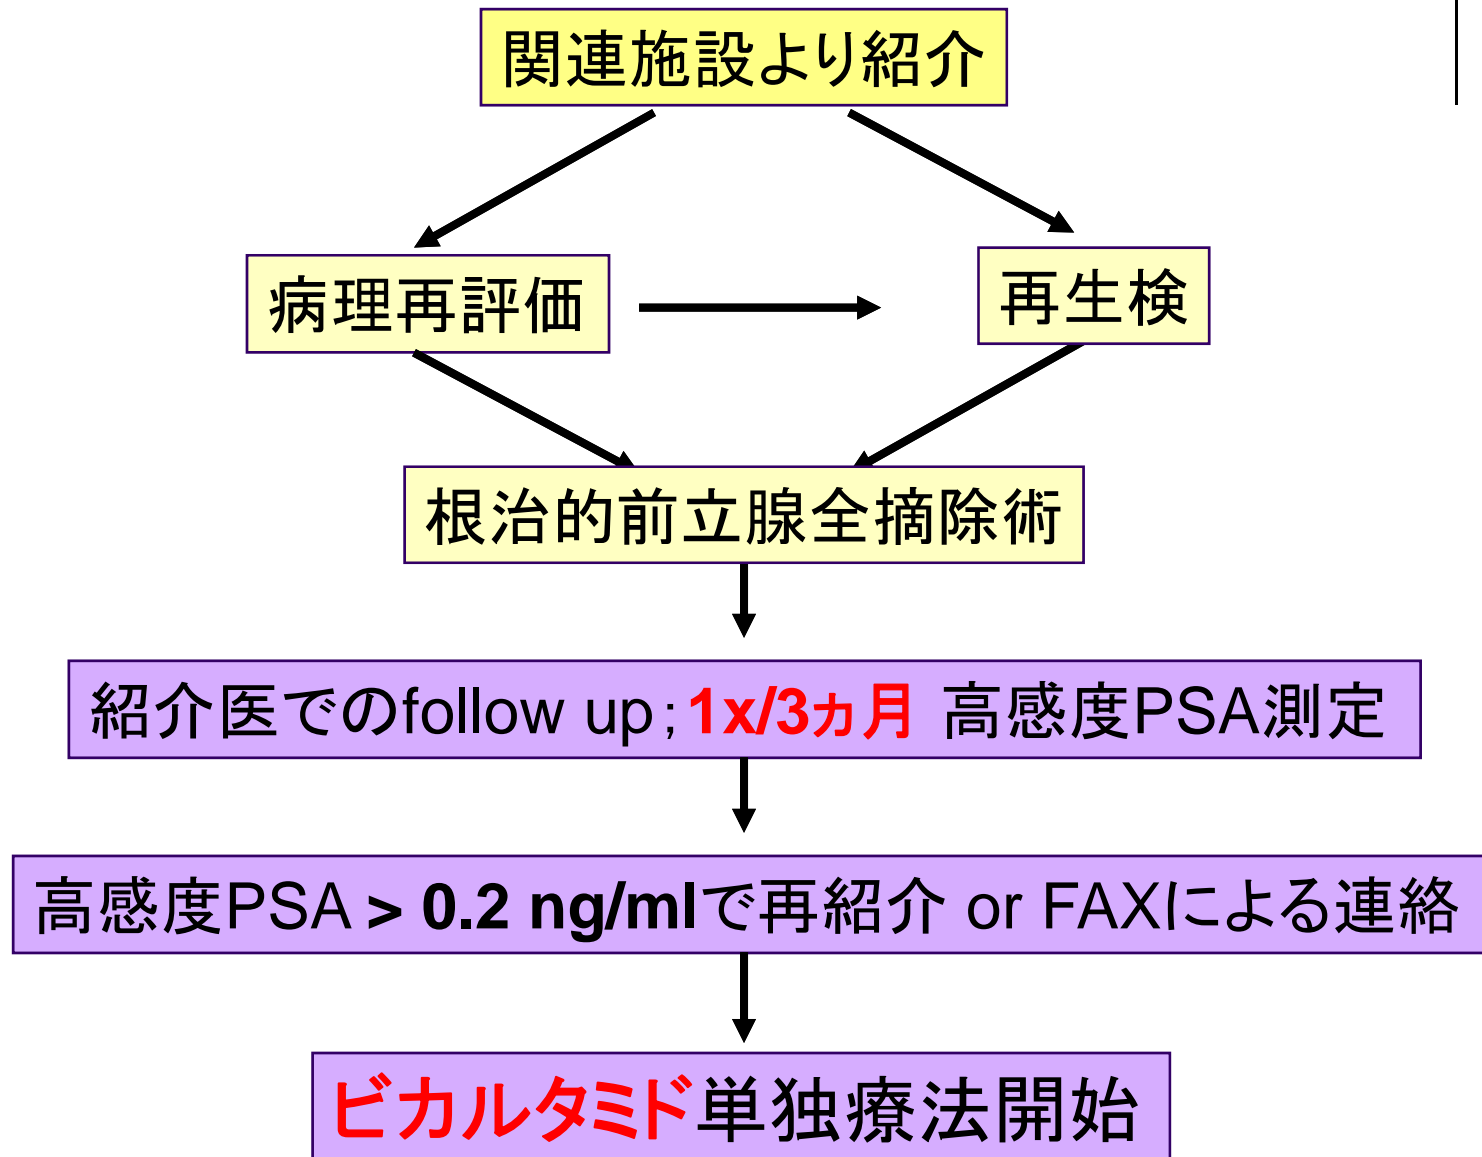 関連施設より紹介
病理再評価
再生検
根治的前立腺全摘除術
紹介医でのfollow up；1x/3ヵ月 高感度PSA測定
高感度PSA > 0.2 ng/mlで再紹介 or FAXによる連絡
ビカルタミド単独療法開始